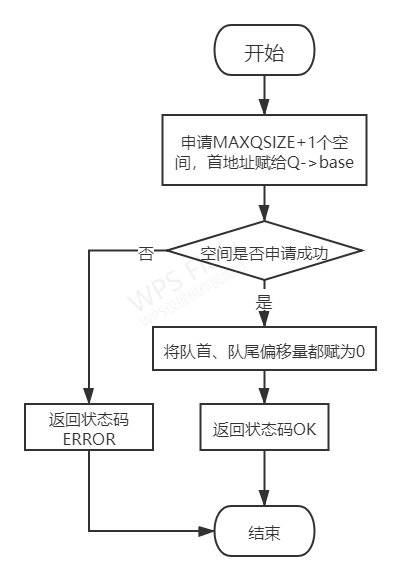 开始
申请MAXQSIZE+1个空
间，首地址赋给Q->base
空间是否申请成功
否
是
将队首、队尾偏移量都赋为0
返回状态码
ERROR
返回状态码OK
结束